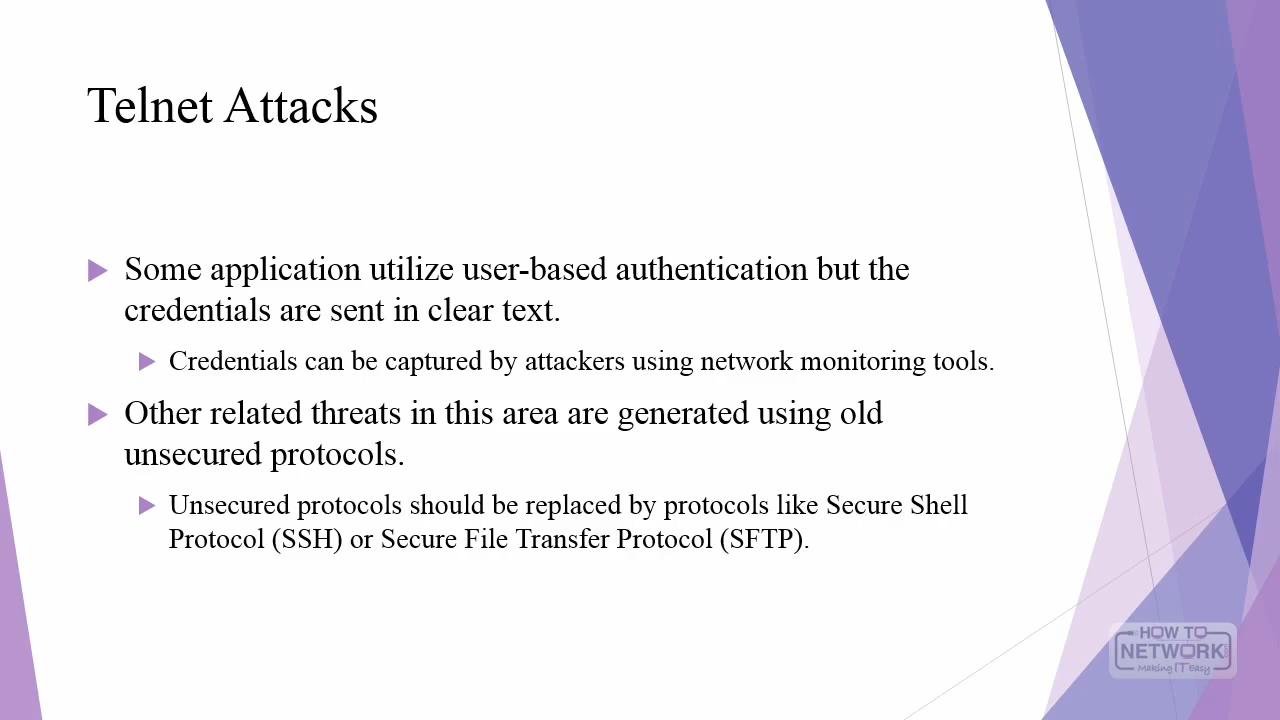 Telnet Attacks
Some application utilize user-based authentication but the
credentials are sent in clear text.
Credentials can be captured by attackers using network monitoring tools.
Other related threats in this area are generated using old
unsecured protocols.
Unsecured protocols should be replaced by protocols like Secure Shell
Protocol (SSH) or Secure File Transfer Protocol (SFTP).
HOW TO
NETWORK
Making IT Easy